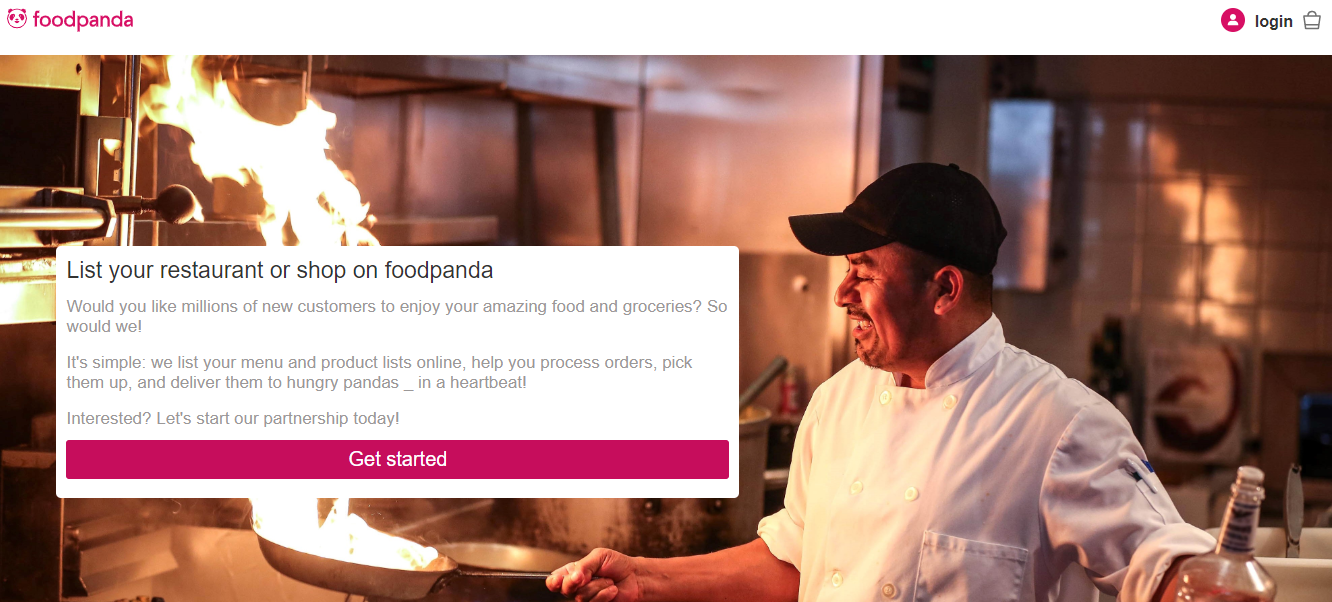 foodpanda
login
List your restaurant or shop on foodpanda
Would you like millions of new customers to enjoy your amazing food and groceries? So
would we!
It's simple: we list your menu and product lists online, help you process orders, pick
them up, and deliver them to hungry pandas _ in a heartbeat!
Interested? Let's start our partnership today!
Get started